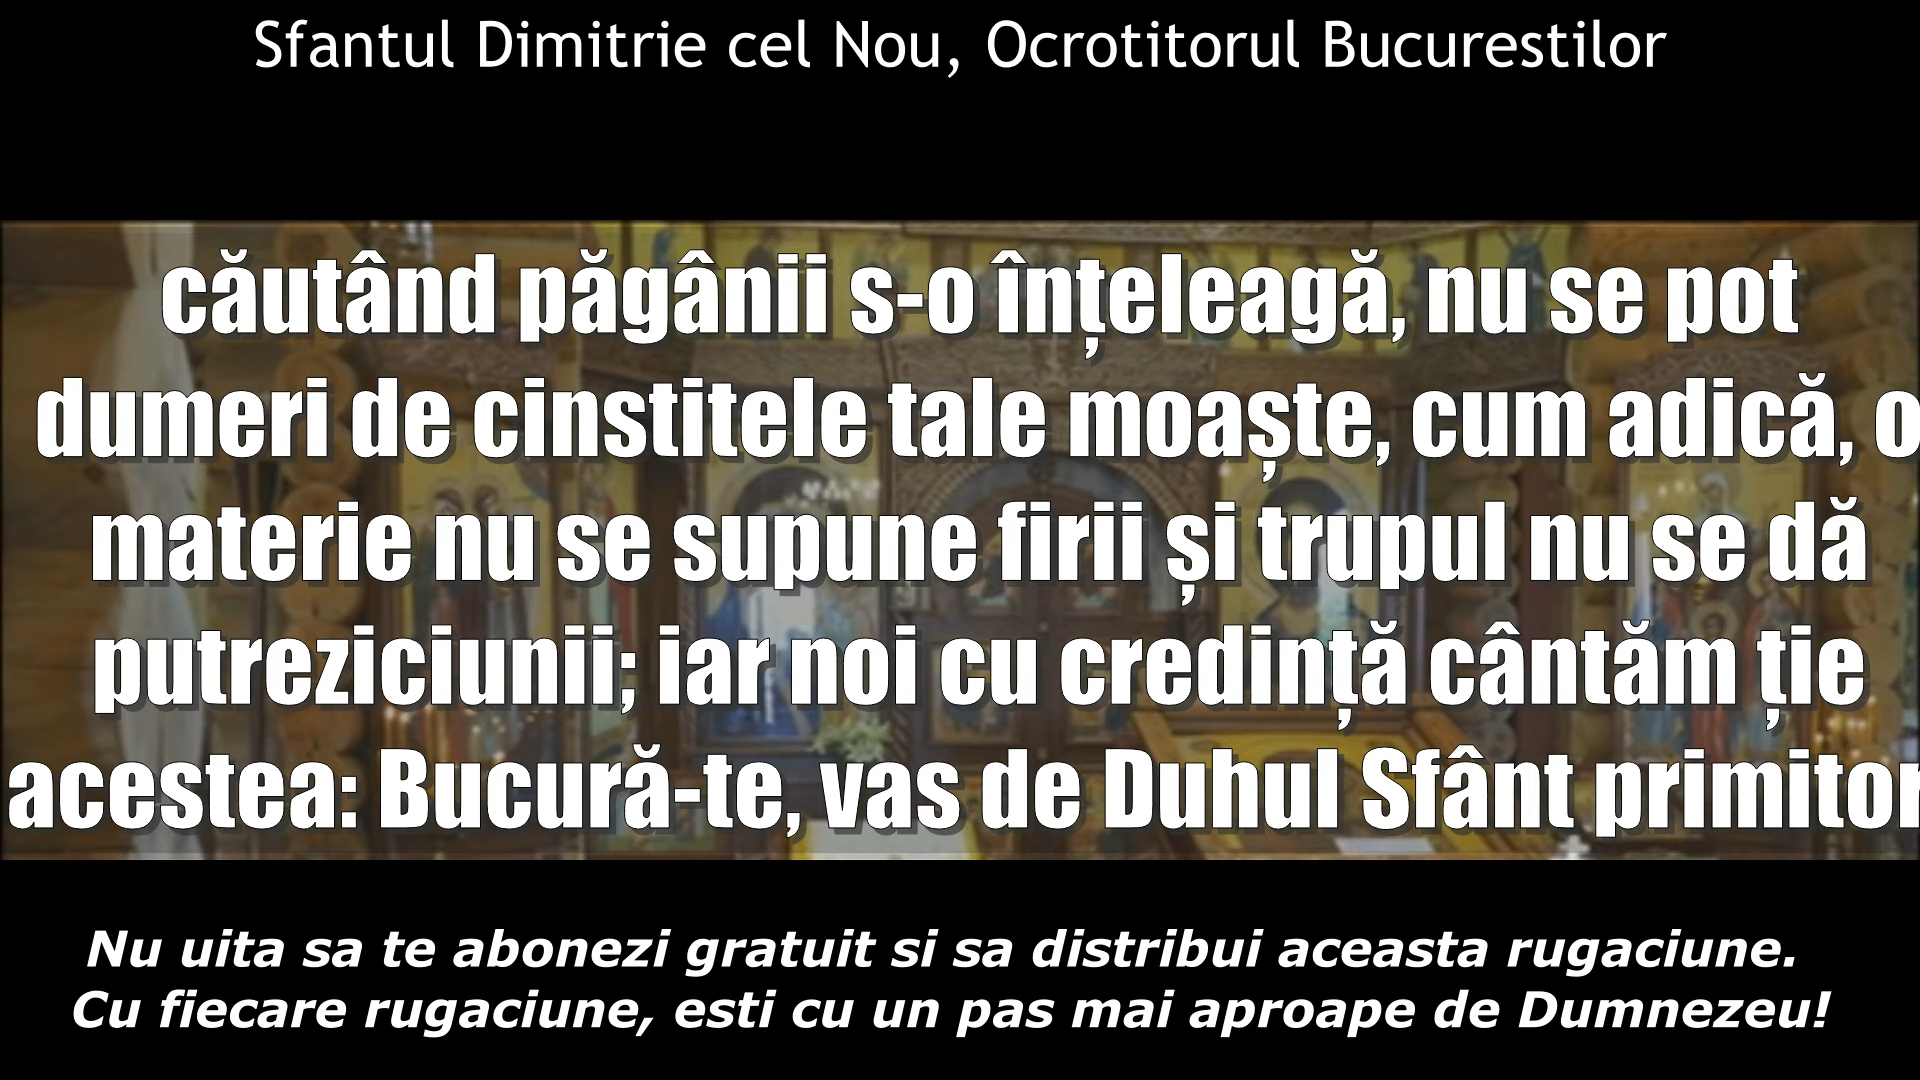 Sfantul Dimitrie cel Nou, Ocrotitorul Bucurestilor
căutând păgânii s-o înțeleagă, nu se pot
dumeri de cinstitele tale moaște, cum adică, o
materie nu se supune firii și trupul nu se dă
putreziciunii; iar noi cu credință cântăm ție
acestea: Bucură-te, vas de Duhul Sfânt primitor
Nu uita sa te abonezi gratuit si sa distribui aceasta rugaciune.
Cu fiecare rugaciune, esti cu un pas mai aproape de Dumnezeu!